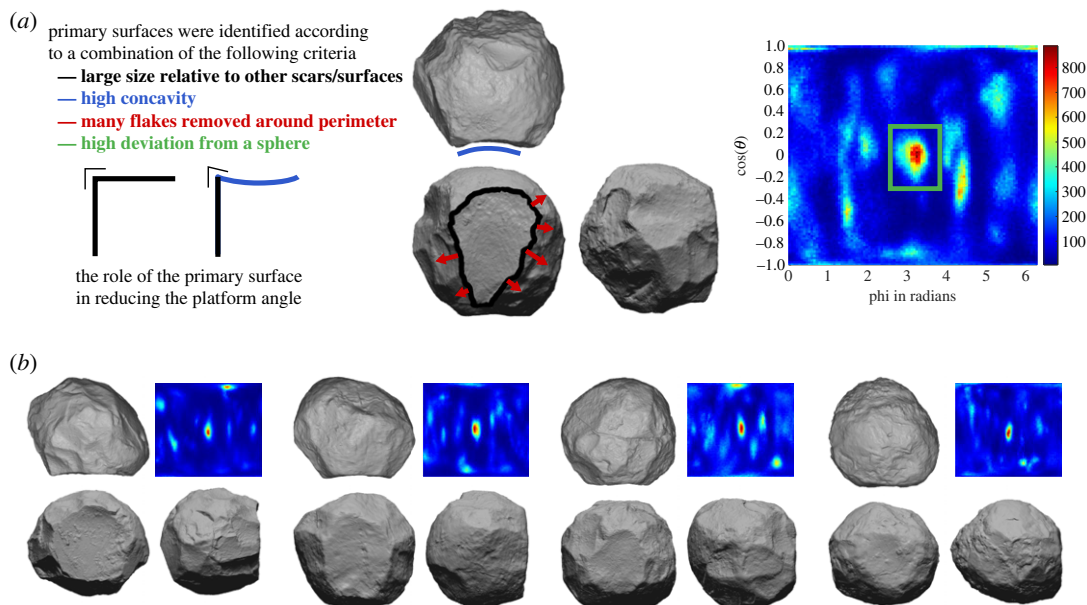 (a)
primary surfaces were identified according
to a combination of the following criteria
— large size relative to other scars/surfaces
— high concavity
— many flakes removed around perimeter
— high deviation from a sphere
the role of the primary surface
in reducing the platform angle
cos(θ)
1.0
0.8
0.6
0.4
0.2
0
–0.2
–0.4
–0.6
–0.8
–1.0
0 1 2 3 4 5 6
phi in radians
800
700
600
500
400
300
200
100
(b)